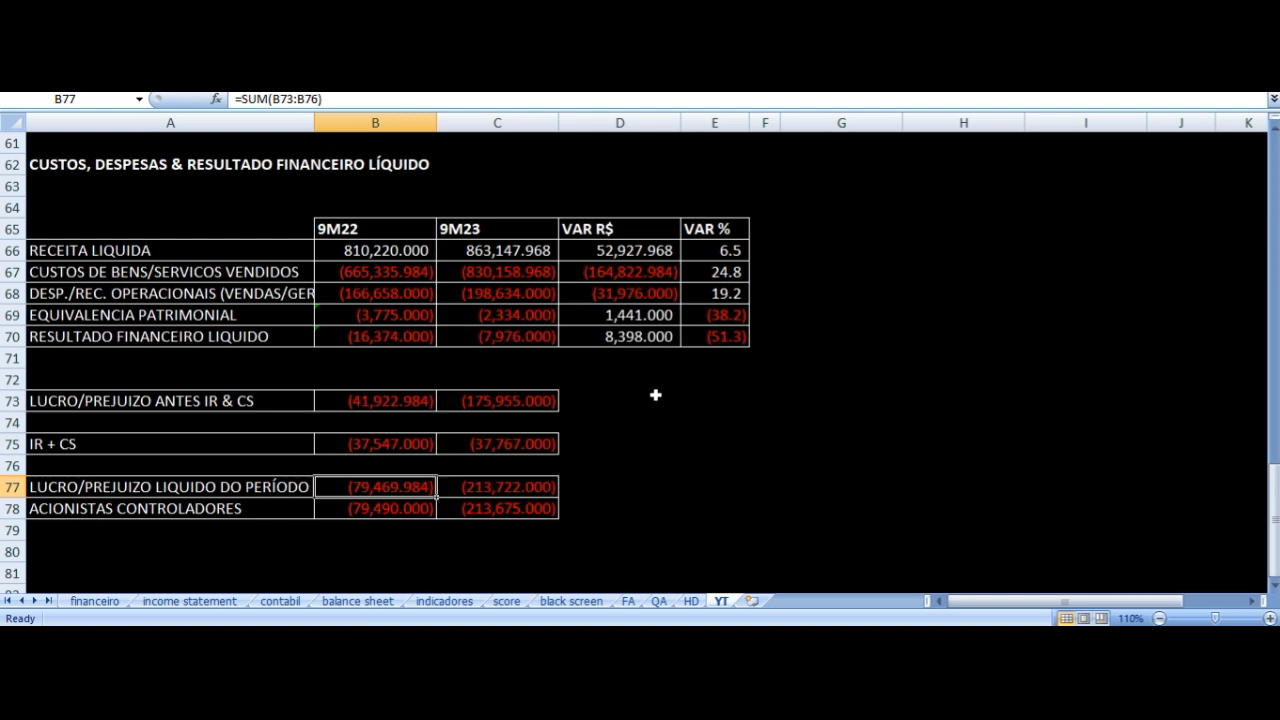 B77 fx =SUM(B73:B76)
A B C D E F G H I J K
61
62 CUSTOS, DESPESAS & RESULTADO FINANCEIRO LÍQUIDO
63
64
65 9M22 9M23 VAR R$ VAR %
66 RECEITA LIQUIDA 810,220.000 863,147.968 52,927.968 6.5
67 CUSTOS DE BENS/SERVICOS VENDIDOS (665,335.984) (830,158.968) (164,822.984) 24.8
68 DESP./REC. OPERACIONAIS (VENDAS/GER (166,658.000) (198,634.000) (31,976.000) 19.2
69 EQUIVALENCIA PATRIMONIAL (3,775.000) (2,334.000) 1,441.000 (38.2)
70 RESULTADO FINANCEIRO LIQUIDO (16,374.000) (7,976.000) 8,398.000 (51.3)
71
72
73 LUCRO/PREJUIZO ANTES IR & CS (41,922.984) (175,955.000)
74
75 IR + CS (37,547.000) (37,767.000)
76
77 LUCRO/PREJUIZO LIQUIDO DO PERÍODO (79,469.984) (213,722.000)
78 ACIONISTAS CONTROLADORES (79,490.000) (213,675.000)
79
80
81
financeiro income statement contabil balance sheet indicadores score black screen FA QA HD YT
Ready 110%